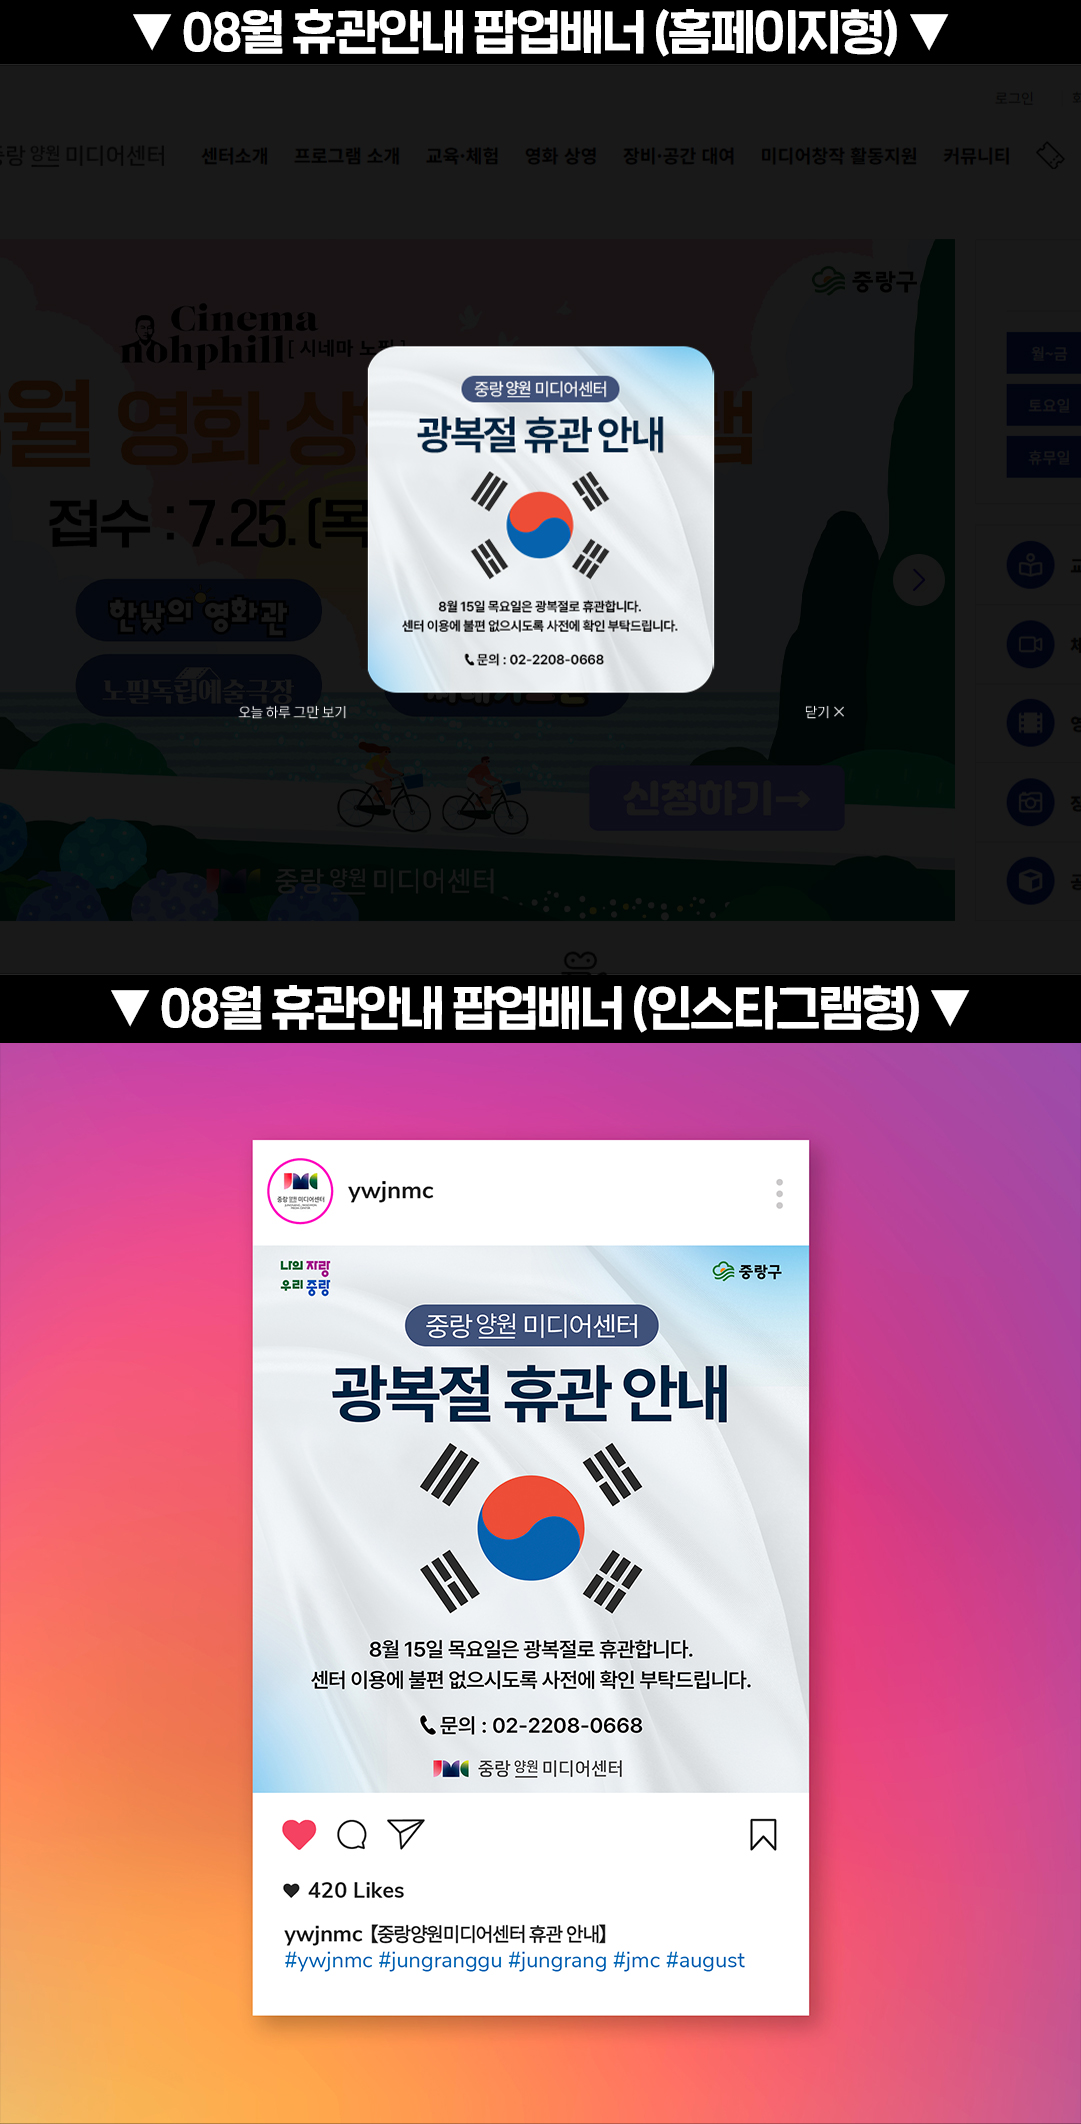 ▼ 08월 휴관안내 팝업배너 (홈페이지형) ▼
로그인
중랑 양원 미디어센터
센터소개 프로그램 소개 교육·체험 영화 상영 장비·공간 대여 미디어창작 활동지원 커뮤니티
중랑구
Cinema
nohphill [ 시네마 노필 ]
월 영화 상
접수 : 7.25. (목
한낮의 영화관
노필독립예술극장
신청하기→
중랑 양원 미디어센터
월~금
토요일
휴무일
중랑 양원 미디어센터
광복절 휴관 안내
8월 15일 목요일은 광복절로 휴관합니다.
센터 이용에 불편 없으시도록 사전에 확인 부탁드립니다.
문의 : 02-2208-0668
오늘 하루 그만 보기
닫기 ×
▼ 08월 휴관안내 팝업배너 (인스타그램형) ▼
중랑 양원 미디어센터
ywjnmc
나의 자랑
우리 중랑
중랑구
중랑 양원 미디어센터
광복절 휴관 안내
8월 15일 목요일은 광복절로 휴관합니다.
센터 이용에 불편 없으시도록 사전에 확인 부탁드립니다.
문의 : 02-2208-0668
중랑 양원 미디어센터
420 Likes
ywjnmc 【중랑양원미디어센터 휴관 안내】
#ywjnmc #jungranggu #jungrang #jmc #august